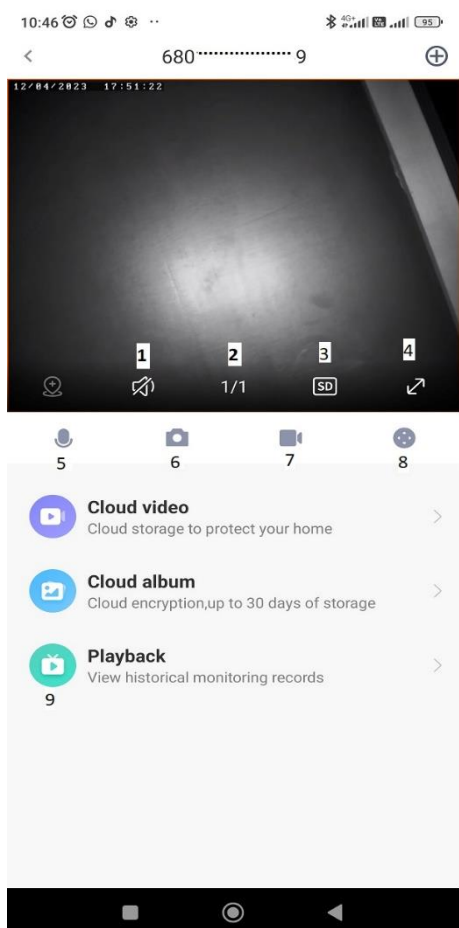 10:46
4G+
Vo
95
680 ·················· 9
12/04/2023 17:51:22
1 2 3 4
1/1 SD
5 6 7 8
Cloud video
Cloud storage to protect your home
Cloud album
Cloud encryption,up to 30 days of storage
Playback
View historical monitoring records
9